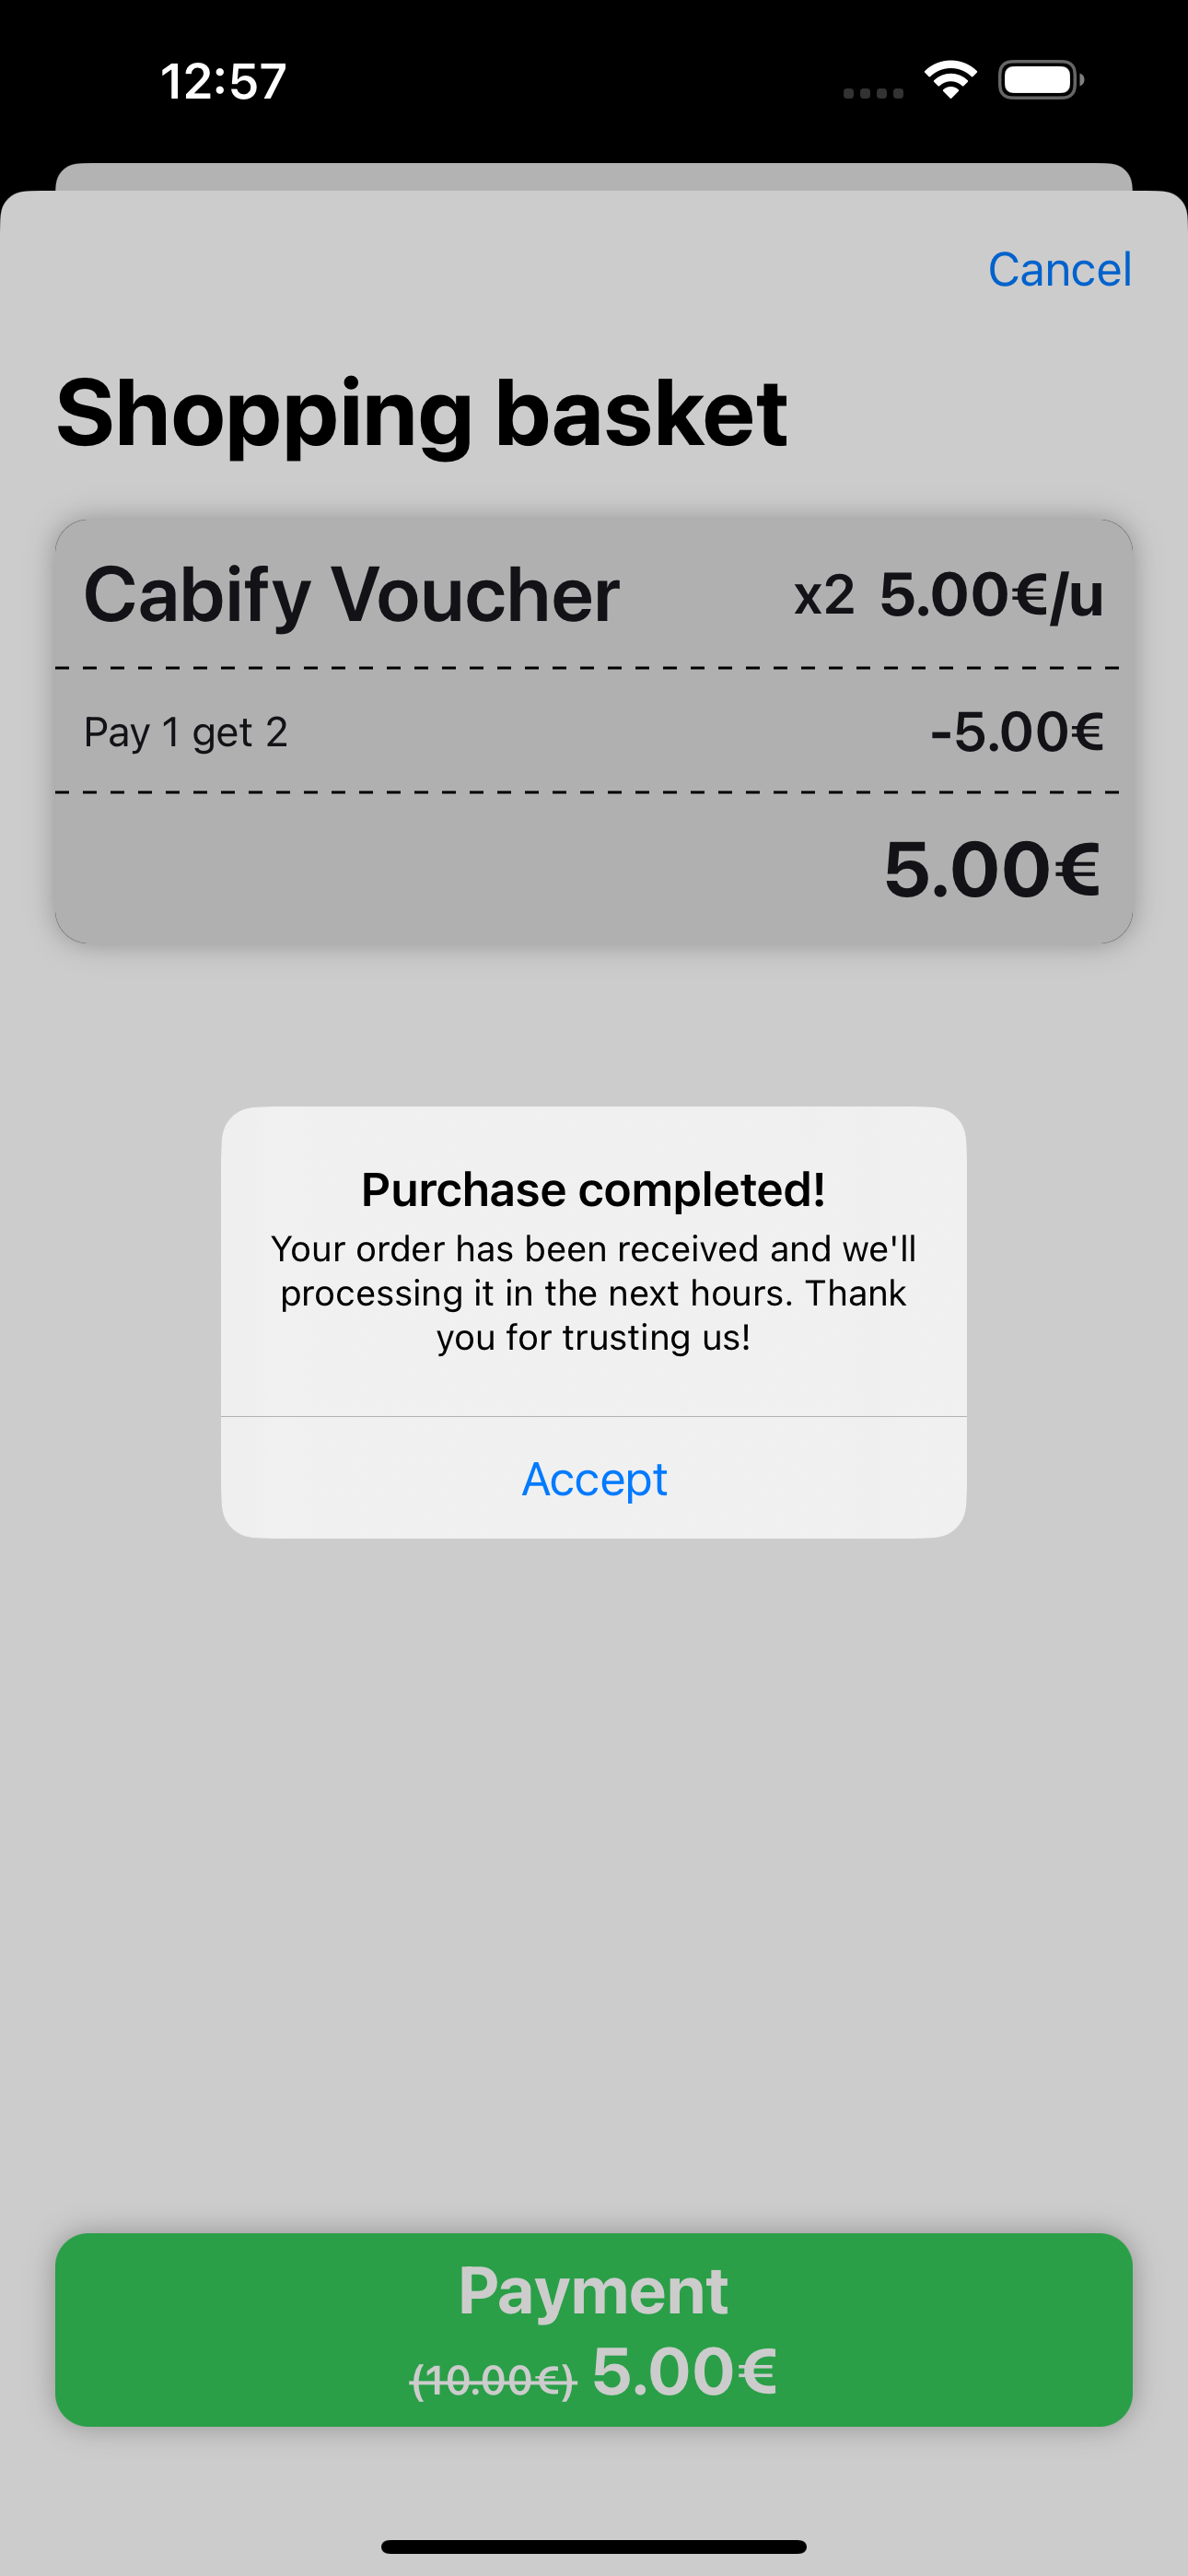 12:57
Cancel
Shopping basket
Cabify Voucher x2 5.00€/u
Pay 1 get 2 -5.00€
5.00€
Purchase completed!
Your order has been received and we'll
processing it in the next hours. Thank
you for trusting us!
Accept
Payment
(10.00€) 5.00€